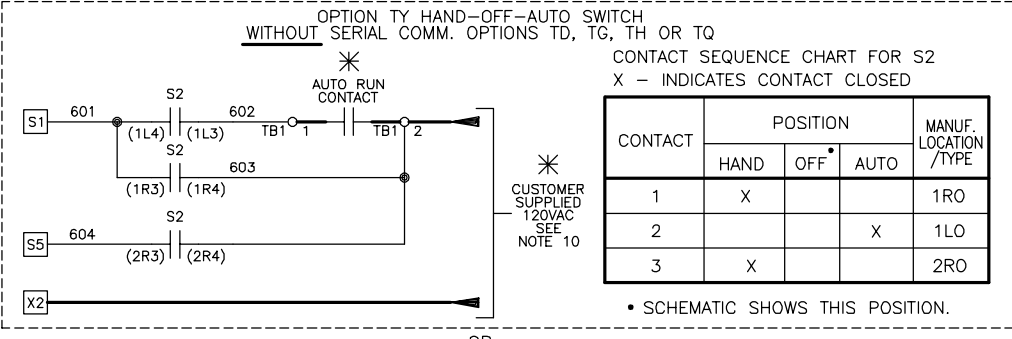 OPTION TY HAND-OFF-AUTO SWITCH
WITHOUT SERIAL COMM. OPTIONS TD, TG, TH OR TQ
AUTO RUN
CONTACT
S1
601
S2
(1L4) (1L3)
602
TB1 1
TB1 2
S2
(1R3) (1R4)
603
S5
604
S2
(2R3) (2R4)
X2
CUSTOMER
SUPPLIED
120VAC
SEE
NOTE 10
CONTACT SEQUENCE CHART FOR S2
X - INDICATES CONTACT CLOSED
CONTACT POSITION MANUF. LOCATION /TYPE
HAND OFF• AUTO
1 X 1RO
2 X 1LO
3 X 2RO
• SCHEMATIC SHOWS THIS POSITION.